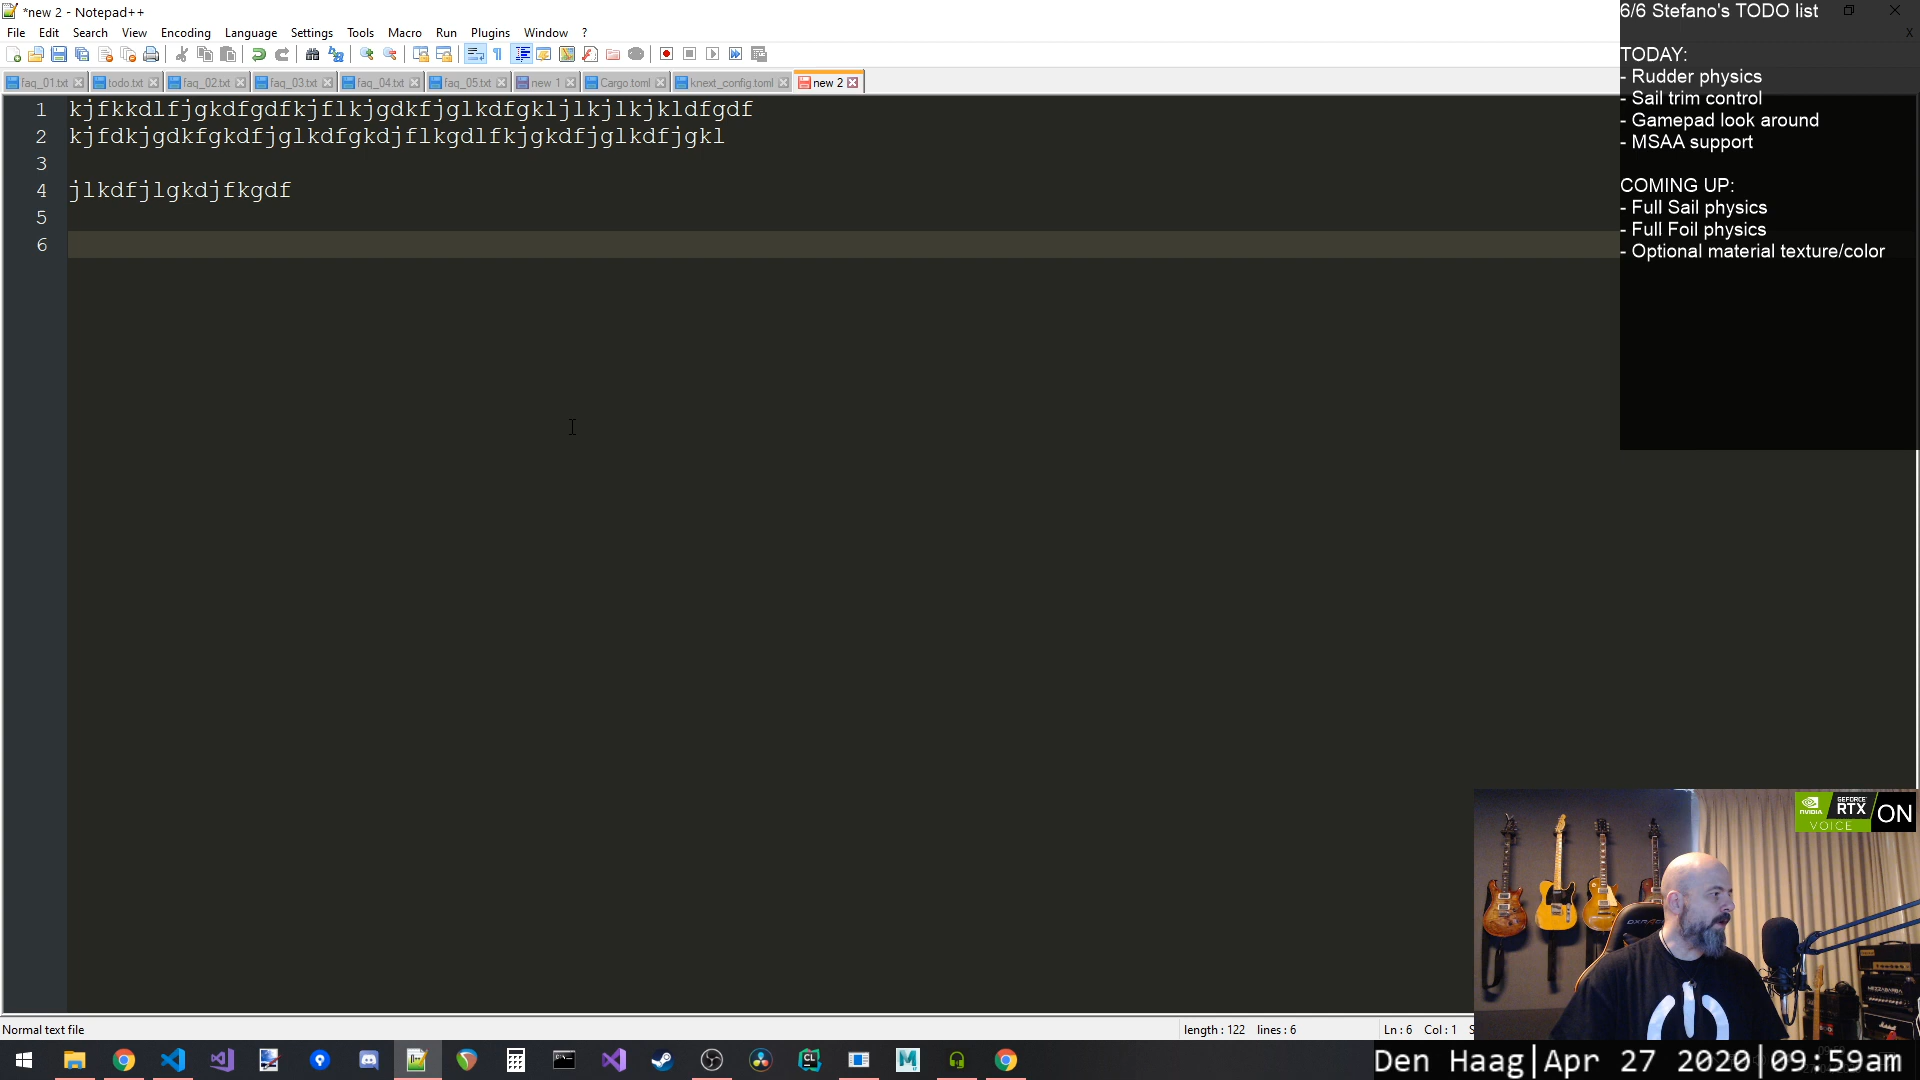 *new 2 - Notepad++
File Edit Search View Encoding Language Settings Tools Macro Run Plugins Window ?
faq_01.txt todo.txt faq_02.txt faq_03.txt faq_04.txt faq_05.txt new 1 Cargo.toml knext_config.toml new 2
1 kjfkkdlfjgkdfgdfkjflkjgdkfjglkdfgkljlkjlkjkldfgdf
2 kjfdkjgdkfgkdfjglkdfgkdjflkgdlfkjgkdfjglkdfjgkl
3
4 jlkdfjlgkdjfkgdf
5
6
6/6 Stefano's TODO list
TODAY:
- Rudder physics
- Sail trim control
- Gamepad look around
- MSAA support
COMING UP:
- Full Sail physics
- Full Foil physics
- Optional material texture/color
NVIDIA GEFORCE RTX ON
VOICE
Normal text file length : 122 lines : 6 Ln : 6 Col : 1 S
Den Haag|Apr 27 2020|09:59am